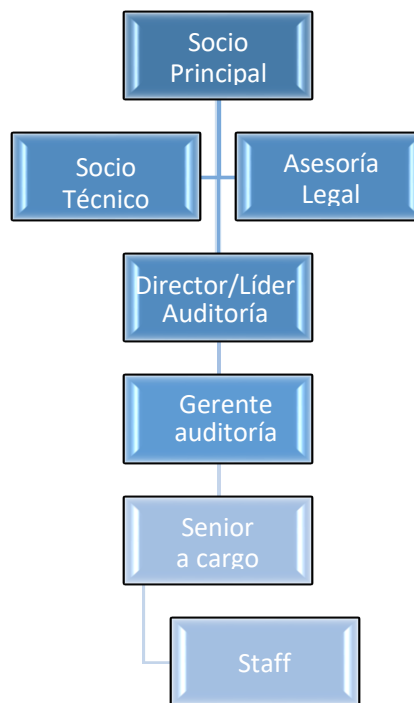 Socio
Principal
Socio
Técnico
Asesoría
Legal
Director/Líder
Auditoría
Gerente
auditoría
Senior
a cargo
Staff